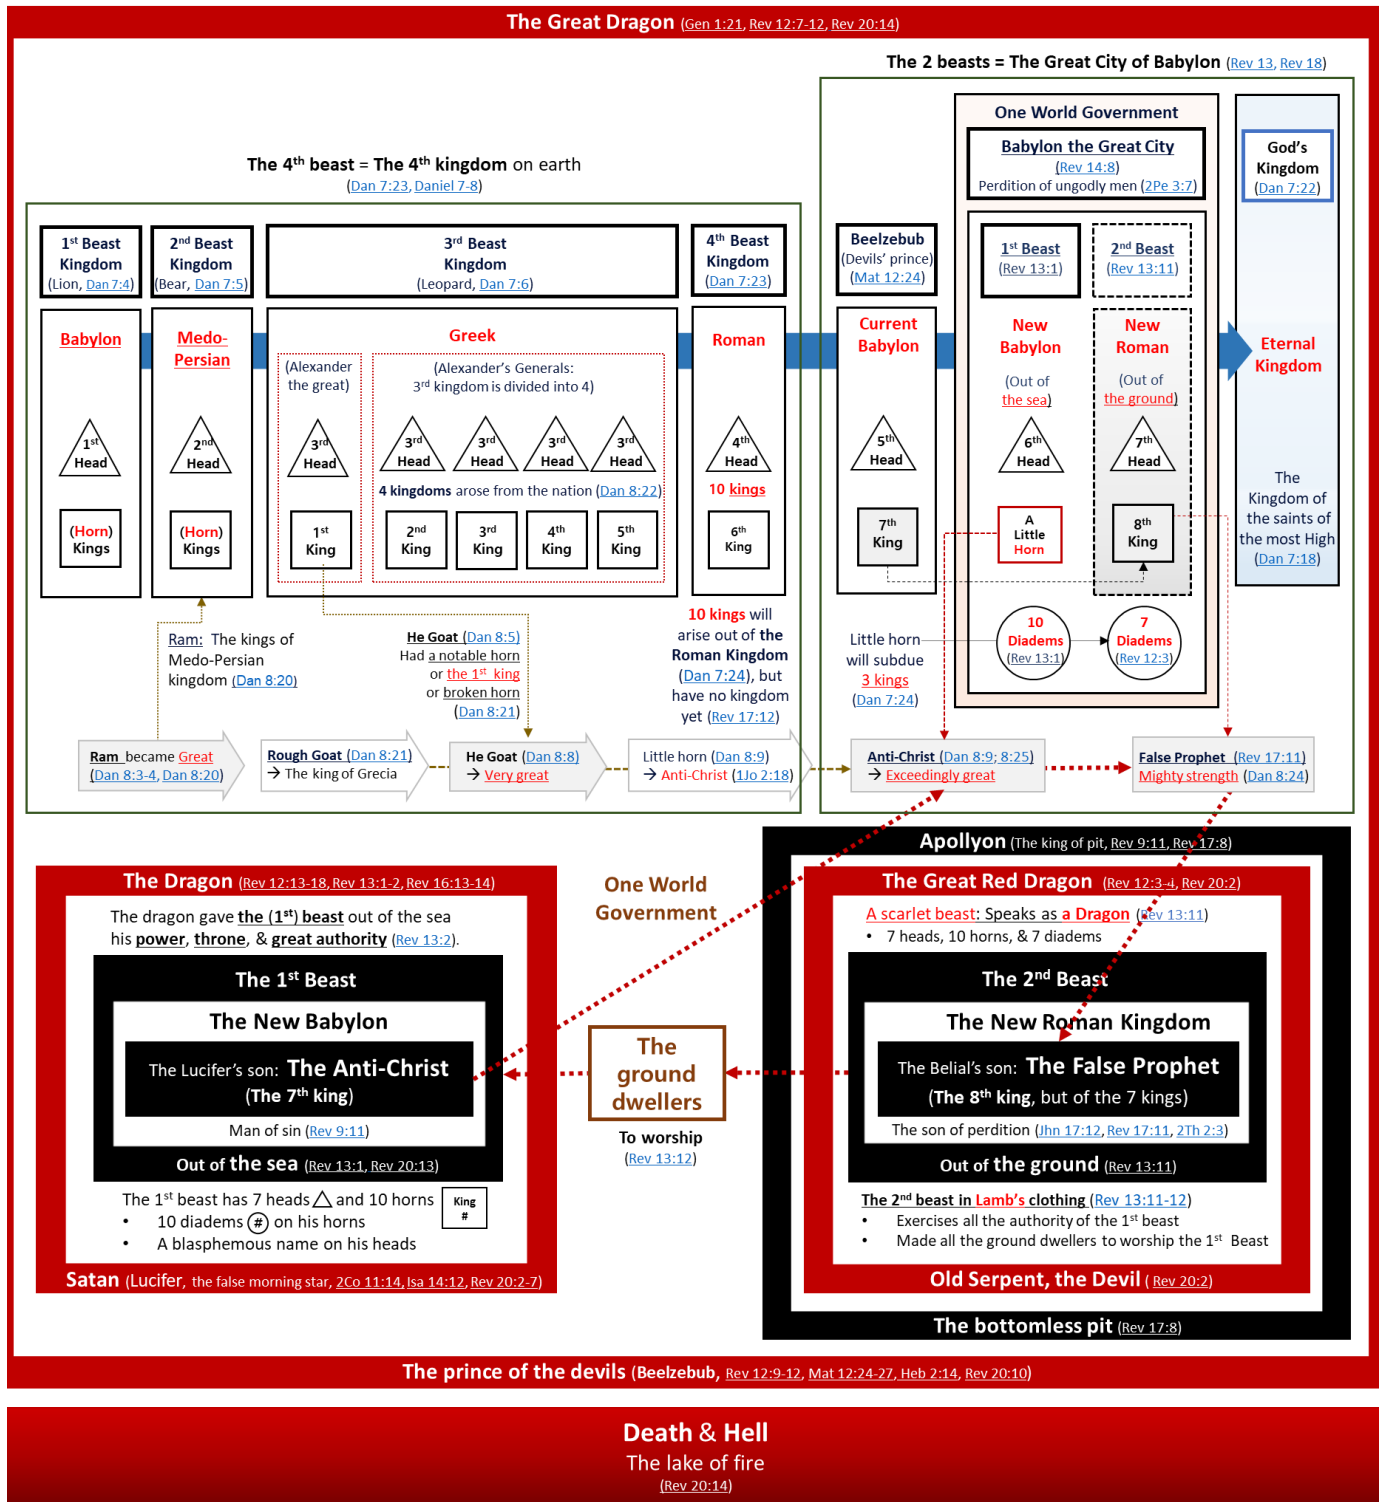 The Great Dragon (Gen 1:21, Rev 12:7-12, Rev 20:14)
The 2 beasts = The Great City of Babylon (Rev 13, Rev 18)
The 4th beast = The 4th kingdom on earth
(Dan 7:23, Daniel 7-8)
1st Beast
Kingdom
(Lion, Dan 7:4)
2nd Beast
Kingdom
(Bear, Dan 7:5)
3rd Beast
Kingdom
(Leopard, Dan 7:6)
4th Beast
Kingdom
(Dan 7:23)
Beelzebub
(Devils' prince)
(Mat 12:24)
One World Government
Babylon the Great City
(Rev 14:8)
Perdition of ungodly men (2Pe 3:7)
1st Beast
(Rev 13:1)
2nd Beast
(Rev 13:11)
God's
Kingdom
(Dan 7:22)
Babylon
1st
Head
(Horn)
Kings
Medo-
Persian
2nd
Head
(Horn)
Kings
Greek
(Alexander
the great)
3rd
Head
1st
King
(Alexander's Generals:
3rd kingdom is divided into 4)
3rd
Head
3rd
Head
3rd
Head
3rd
Head
4 kingdoms arose from the nation (Dan 8:22)
2nd
King
3rd
King
4th
King
5th
King
Roman
4th
Head
10 kings
6th
King
Current
Babylon
5th
Head
7th
King
New
Babylon
(Out of
the sea)
6th
Head
A
Little
Horn
New
Roman
(Out of
the ground)
7th
Head
8th
King
10
Diadems
(Rev 13:1)
7
Diadems
(Rev 12:3)
Eternal
Kingdom
The
Kingdom of
the saints of
the most High
(Dan 7:18)
Ram: The kings of
Medo-Persian
kingdom (Dan 8:20)
He Goat (Dan 8:5)
Had a notable horn
or the 1st king
or broken horn
(Dan 8:21)
10 kings will
arise out of the
Roman Kingdom
(Dan 7:24), but
have no kingdom
yet (Rev 17:12)
Little horn
will subdue
3 kings
(Dan 7:24)
Ram became Great
(Dan 8:3-4, Dan 8:20)
Rough Goat (Dan 8:21)
→ The king of Grecia
He Goat (Dan 8:8)
→ Very great
Little horn (Dan 8:9)
→ Anti-Christ (1Jo 2:18)
Anti-Christ (Dan 8:9; 8:25)
→ Exceedingly great
False Prophet (Rev 17:11)
Mighty strength (Dan 8:24)
The Dragon (Rev 12:13-18, Rev 13:1-2, Rev 16:13-14)
The dragon gave the (1st) beast out of the sea
his power, throne, & great authority (Rev 13:2).
The 1st Beast
The New Babylon
The Lucifer's son: The Anti-Christ
(The 7th king)
Man of sin (Rev 9:11)
Out of the sea (Rev 13:1, Rev 20:13)
The 1st beast has 7 heads and 10 horns
King
#
• 10 diadems # on his horns
• A blasphemous name on his heads
Satan (Lucifer, the false morning star, 2Co 11:14, Isa 14:12, Rev 20:2-7)
One World
Government
The
ground
dwellers
To worship
(Rev 13:12)
Apollyon (The king of pit, Rev 9:11, Rev 17:8)
The Great Red Dragon (Rev 12:3-4, Rev 20:2)
A scarlet beast: Speaks as a Dragon (Rev 13:11)
• 7 heads, 10 horns, & 7 diadems
The 2nd Beast
The New Roman Kingdom
The Belial's son: The False Prophet
(The 8th king, but of the 7 kings)
The son of perdition (Jhn 17:12, Rev 17:11, 2Th 2:3)
Out of the ground (Rev 13:11)
The 2nd beast in Lamb's clothing (Rev 13:11-12)
• Exercises all the authority of the 1st beast
• Made all the ground dwellers to worship the 1st Beast
Old Serpent, the Devil ( Rev 20:2)
The bottomless pit (Rev 17:8)
The prince of the devils (Beelzebub, Rev 12:9-12, Mat 12:24-27, Heb 2:14, Rev 20:10)
Death & Hell
The lake of fire
(Rev 20:14)